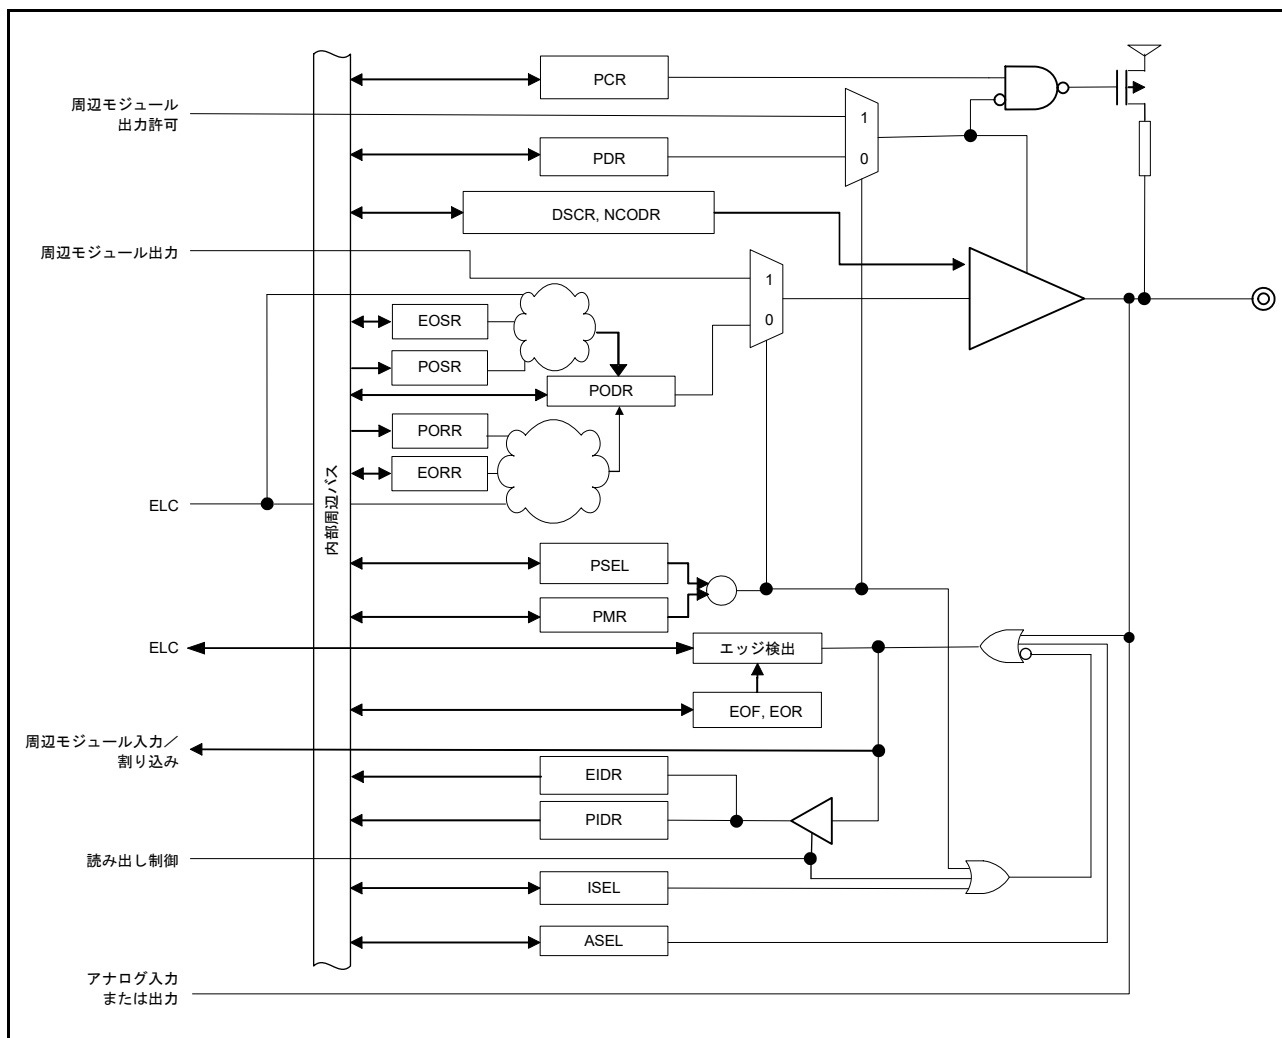 PCR
周辺モジュール
出力許可
1
PDR
0
DSCR, NCODR
周辺モジュール出力
1
EOSR
0
POSR
PODR
PORR
EORR
ELC
内部周辺バス
PSEL
PMR
ELC
エッジ検出
EOF, EOR
周辺モジュール入力／
割り込み
EIDR
PIDR
読み出し制御
ISEL
ASEL
アナログ入力
または出力